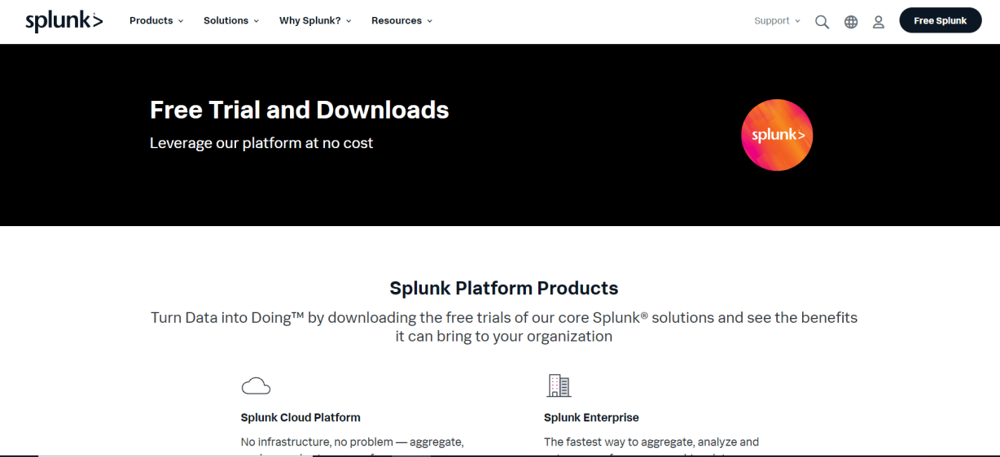 splunk>
Products
Solutions
Why Splunk?
Resources
Support
Free Splunk
Free Trial and Downloads
Leverage our platform at no cost
splunk>
Splunk Platform Products
Turn Data into Doing™ by downloading the free trials of our core Splunk® solutions and see the benefits
it can bring to your organization
Splunk Cloud Platform
No infrastructure, no problem — aggregate,
Splunk Enterprise
The fastest way to aggregate, analyze and